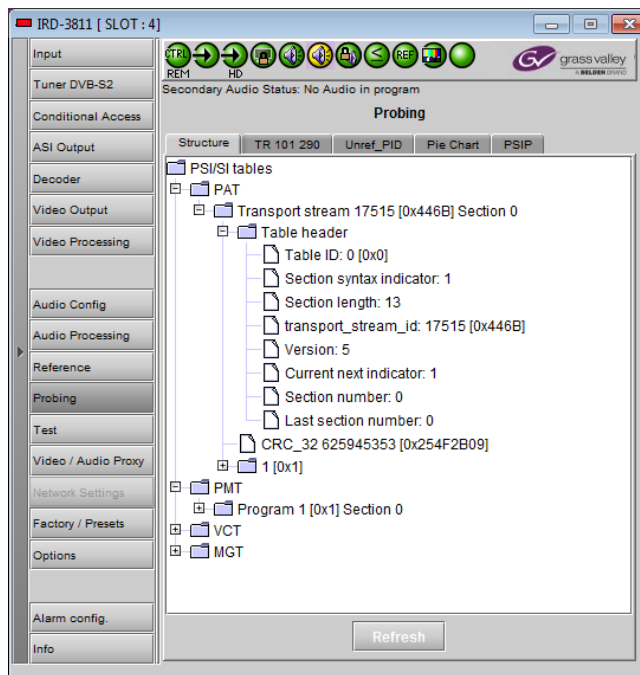 IRD-3811 [ SLOT : 4]
Input
Tuner DVB-S2
Conditional Access
ASI Output
Decoder
Video Output
Video Processing
Audio Config
Audio Processing
Reference
Probing
Test
Video / Audio Proxy
Network Settings
Factory / Presets
Options
Alarm config.
Info
CTRL
REM
HD
REF
GV
grass valley
A BELDEN BRAND
Secondary Audio Status: No Audio in program
Probing
Structure TR 101 290 Unref_PID Pie Chart PSIP
PSI/SI tables
PAT
Transport stream 17515 [0x446B] Section 0
Table header
Table ID: 0 [0x0]
Section syntax indicator: 1
Section length: 13
transport_stream_id: 17515 [0x446B]
Version: 5
Current next indicator: 1
Section number: 0
Last section number: 0
CRC_32 625945353 [0x254F2B09]
1 [0x1]
PMT
Program 1 [0x1] Section 0
VCT
MGT
Refresh